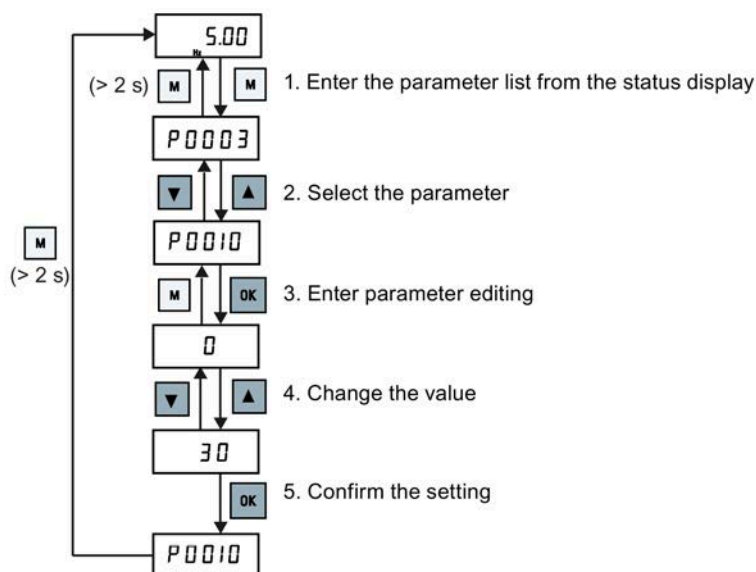 5.00
Hz
(> 2 s) M M 1. Enter the parameter list from the status display
P0003
▼ ▲ 2. Select the parameter
P0010
M
(> 2 s)
M OK 3. Enter parameter editing
0
▼ ▲ 4. Change the value
30
OK 5. Confirm the setting
P0010